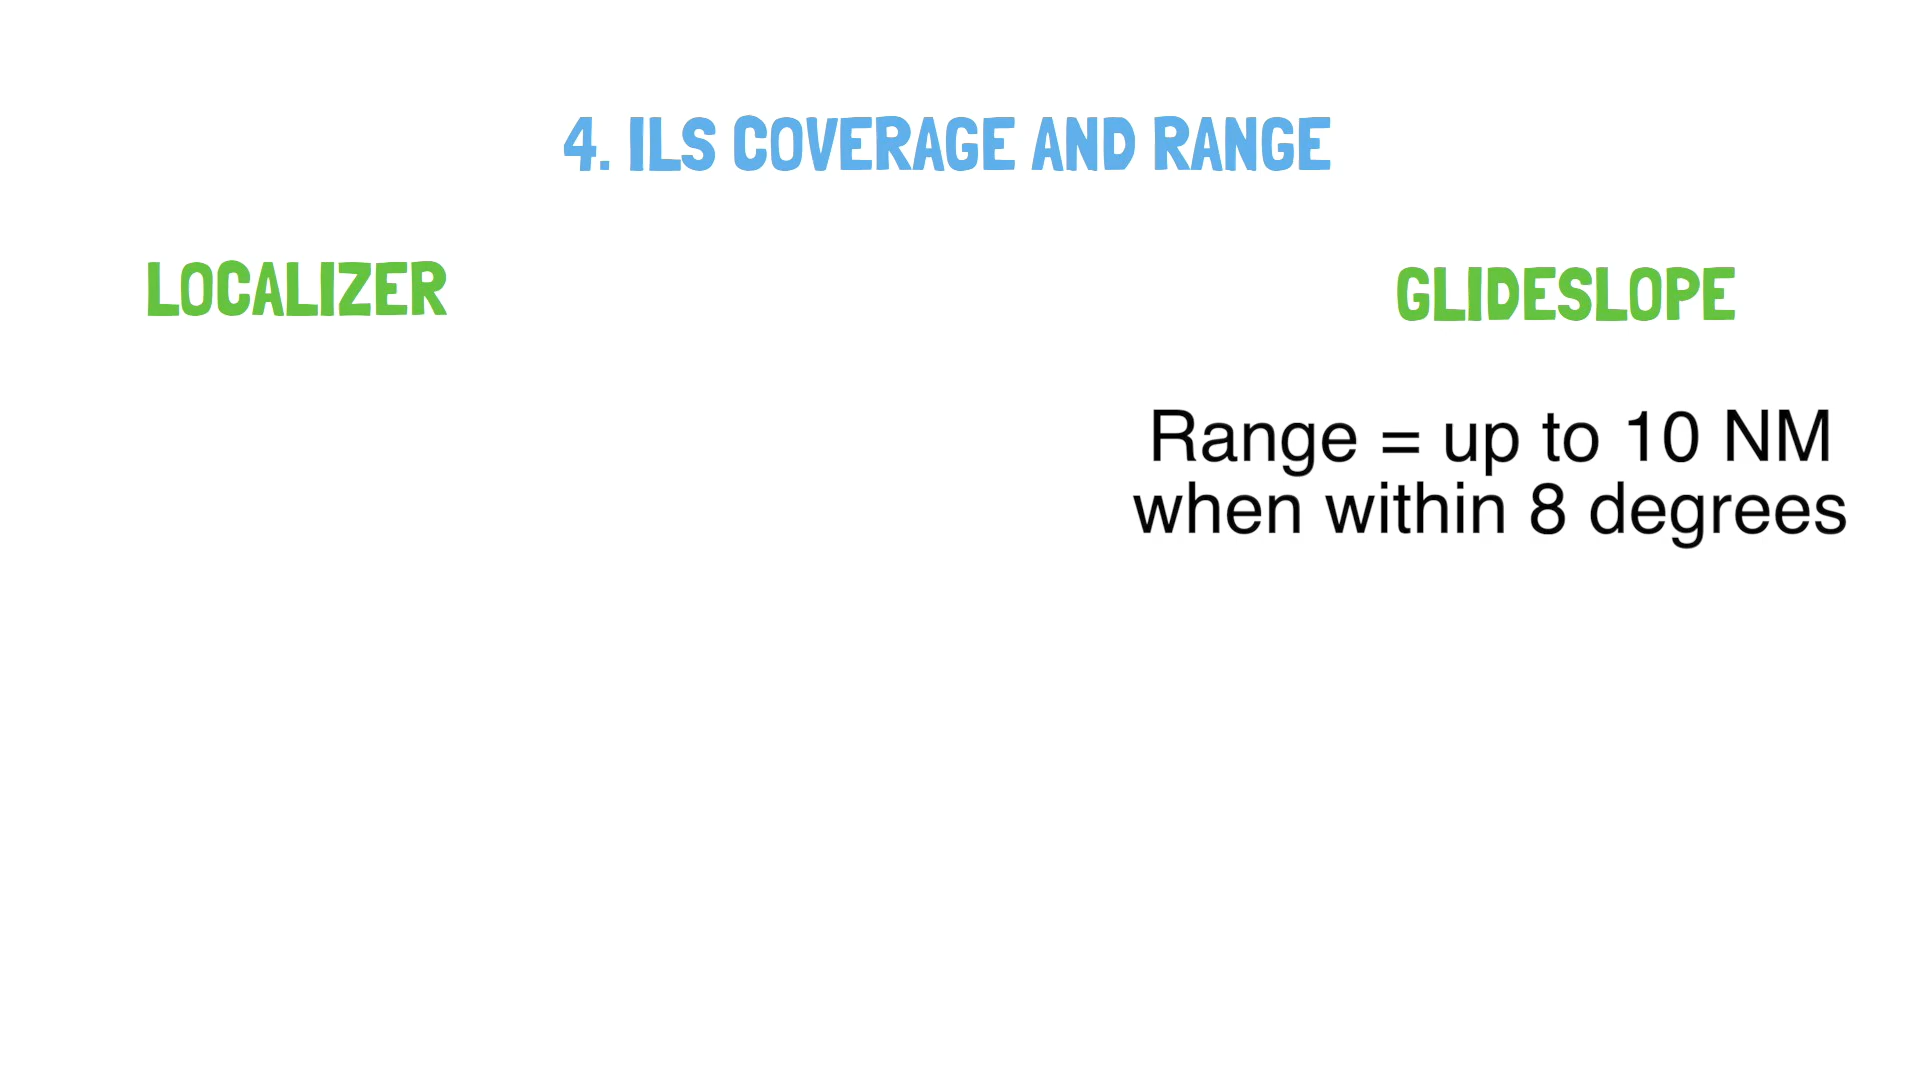 4. ILS COVERAGE AND RANGE
LOCALIZER
GLIDESLOPE
Range = up to 10 NM
when within 8 degrees